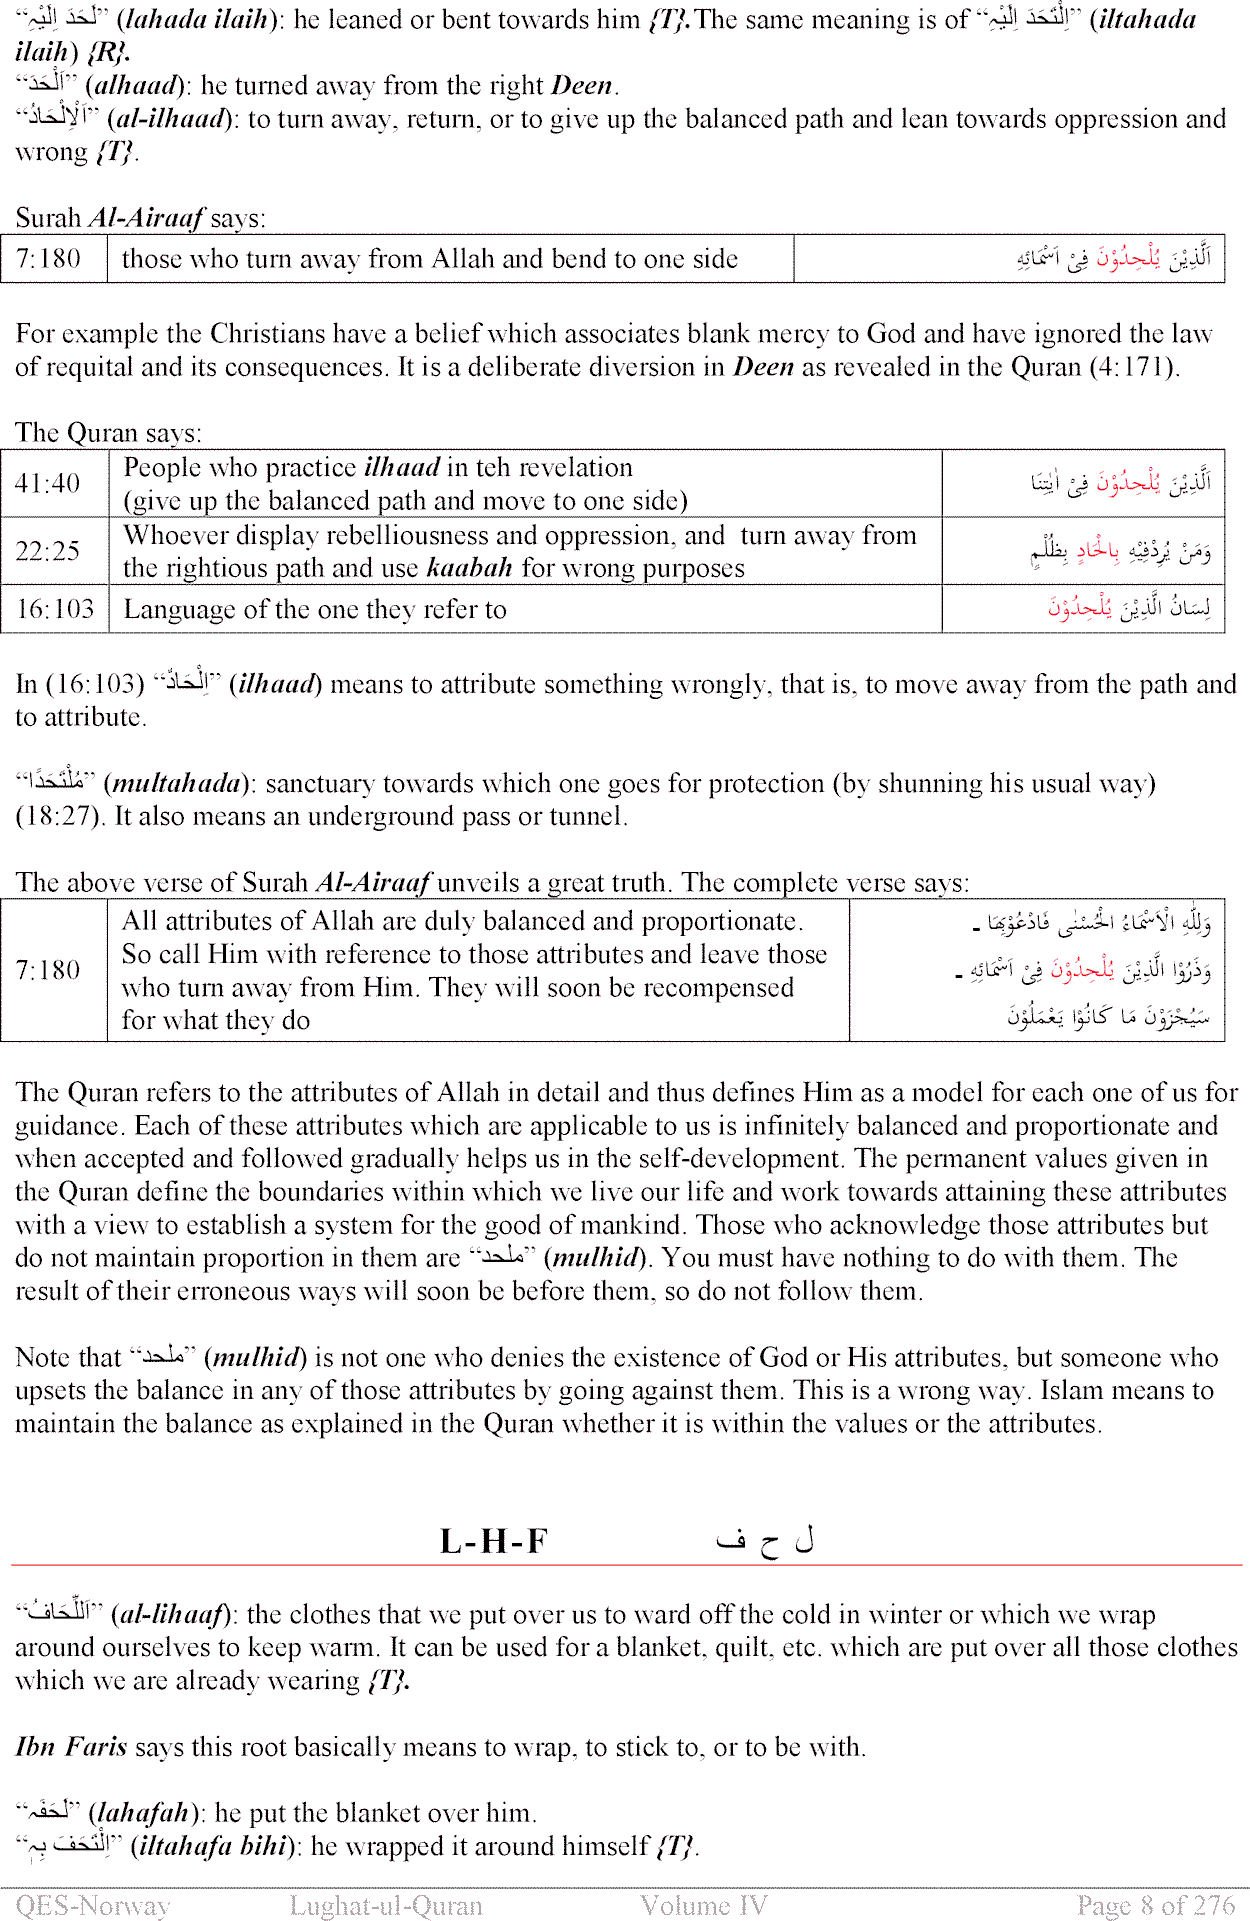 “لَحَدَ اِلَيْہِ” (lahada ilaih): he leaned or bent towards him {T}. The same meaning is of “اِلْتَحَدَ اِلَيْہِ” (iltahada
ilaih) {R}.
“اَلْحَدَ” (alhaad): he turned away from the right Deen.
“اَلْاِلْحَادُ” (al-ilhaad): to turn away, return, or to give up the balanced path and lean towards oppression and
wrong {T}.
Surah Al-Airaaf says:
7:180 those who turn away from Allah and bend to one side اَلَّذِيْنَ يُلْحِدُوْنَ فِیْ اَسْمَائِهِ
For example the Christians have a belief which associates blank mercy to God and have ignored the law
of requital and its consequences. It is a deliberate diversion in Deen as revealed in the Quran (4:171).
The Quran says:
41:40 People who practice ilhaad in teh revelation
(give up the balanced path and move to one side) اَلَّذِيْنَ يُلْحِدُوْنَ فِیْ اٰيٰتِنَا
22:25 Whoever display rebelliousness and oppression, and turn away from
the rightious path and use kaabah for wrong purposes وَمَنْ يُرِدْفِيْهِ بِاِلْحَادٍ بِظُلْمٍ
16:103 Language of the one they refer to لِسَانُ الَّذِيْنَ يُلْحِدُوْنَ
In (16:103) “اِلْحَادٌ” (ilhaad) means to attribute something wrongly, that is, to move away from the path and
to attribute.
“مُلْتَحَدًا” (multahada): sanctuary towards which one goes for protection (by shunning his usual way)
(18:27). It also means an underground pass or tunnel.
The above verse of Surah Al-Airaaf unveils a great truth. The complete verse says:
7:180 All attributes of Allah are duly balanced and proportionate. وَلِلّٰهِ الْاَسْمَاءُ الْحُسْنٰى فَادْعُوْهُ بِهَا ـ
So call Him with reference to those attributes and leave those
who turn away from Him. They will soon be recompensed وَذَرُوْا الَّذِيْنَ يُلْحِدُوْنَ فِیْ اَسْمَائِهِ ـ
for what they do سَيُجْزَوْنَ مَا كَانُوْا يَعْمَلُوْنَ
The Quran refers to the attributes of Allah in detail and thus defines Him as a model for each one of us for
guidance. Each of these attributes which are applicable to us is infinitely balanced and proportionate and
when accepted and followed gradually helps us in the self-development. The permanent values given in
the Quran define the boundaries within which we live our life and work towards attaining these attributes
with a view to establish a system for the good of mankind. Those who acknowledge those attributes but
do not maintain proportion in them are “ملحد” (mulhid). You must have nothing to do with them. The
result of their erroneous ways will soon be before them, so do not follow them.
Note that “ملحد” (mulhid) is not one who denies the existence of God or His attributes, but someone who
upsets the balance in any of those attributes by going against them. This is a wrong way. Islam means to
maintain the balance as explained in the Quran whether it is within the values or the attributes.
L-H-F ل ح ف
“اَللِّحَافُ” (al-lihaaf): the clothes that we put over us to ward off the cold in winter or which we wrap
around ourselves to keep warm. It can be used for a blanket, quilt, etc. which are put over all those clothes
which we are already wearing {T}.
Ibn Faris says this root basically means to wrap, to stick to, or to be with.
“لَحَفَہ” (lahafah): he put the blanket over him.
“اِلْتَحَفَ بِہٖ” (iltahafa bihi): he wrapped it around himself {T}.
QES-Norway Lughat-ul-Quran Volume IV Page 8 of 276